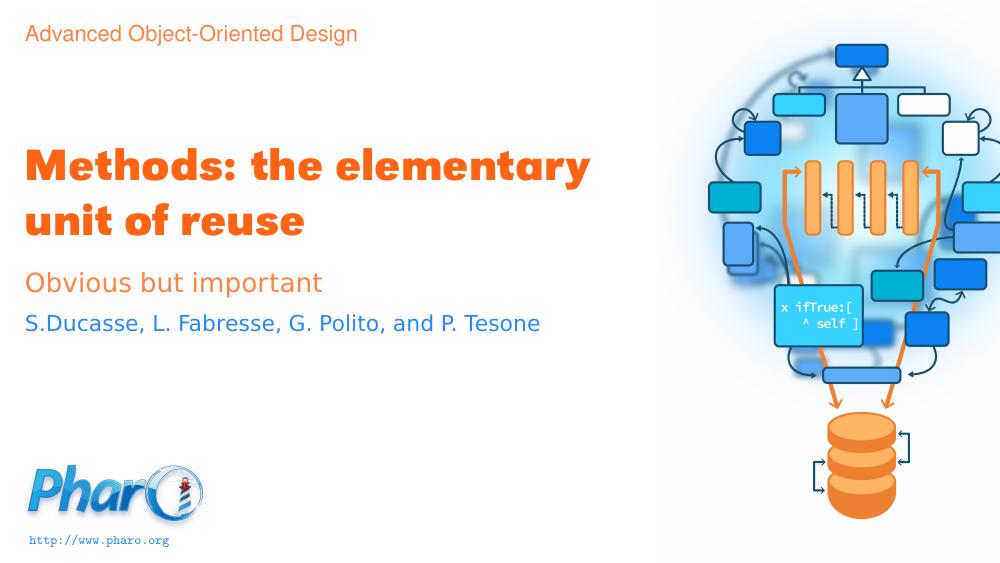 Advanced Object-Oriented Design
Methods: the elementary
unit of reuse
Obvious but important
S.Ducasse, L. Fabresse, G. Polito, and P. Tesone
x ifTrue:[
^ self ]
Pharo
http://www.pharo.org